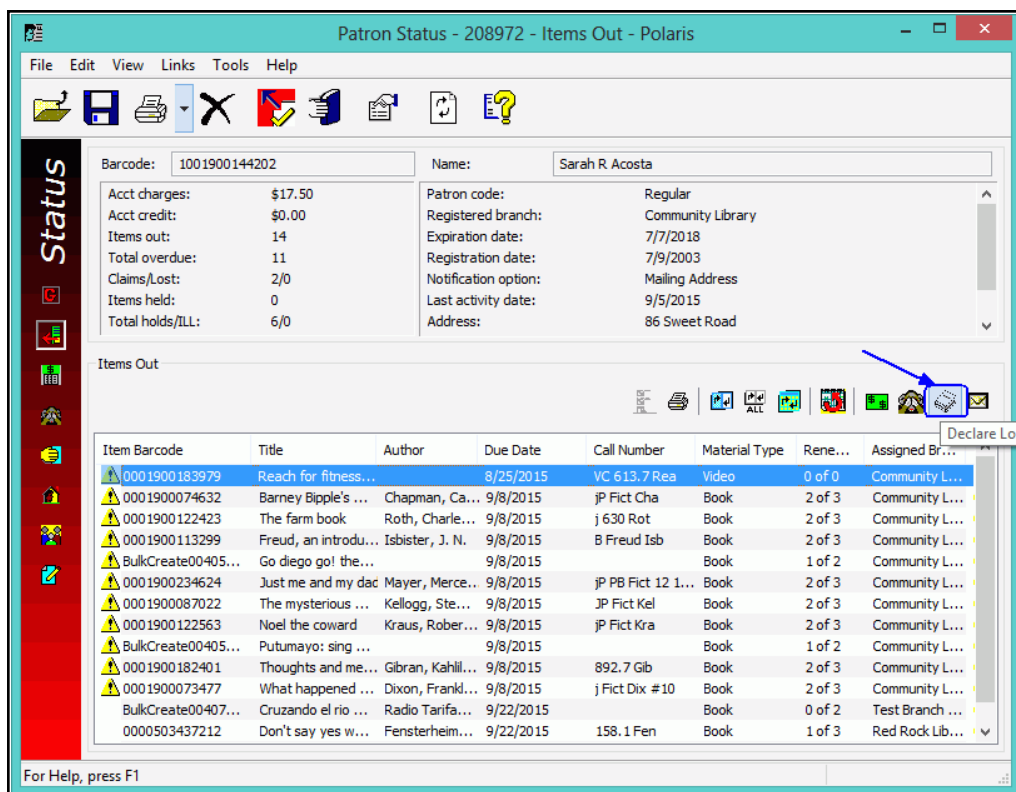 Patron Status - 208972 - Items Out - Polaris
File Edit View Links Tools Help
Status
Barcode: 1001900144202 Name: Sarah R Acosta
Acct charges: $17.50 Patron code: Regular
Acct credit: $0.00 Registered branch: Community Library
Items out: 14 Expiration date: 7/7/2018
Total overdue: 11 Registration date: 7/9/2003
Claims/Lost: 2/0 Notification option: Mailing Address
Items held: 0 Last activity date: 9/5/2015
Total holds/ILL: 6/0 Address: 86 Sweet Road
Items Out
ALL
Declare Lo
Item Barcode Title Author Due Date Call Number Material Type Rene... Assigned Br...
0001900183979 Reach for fitness... 8/25/2015 VC 613.7 Rea Video 0 of 0 Community L...
0001900074632 Barney Bipple's ... Chapman, Ca... 9/8/2015 jP Fict Cha Book 2 of 3 Community L...
0001900122423 The farm book Roth, Charle... 9/8/2015 j 630 Rot Book 2 of 3 Community L...
0001900113299 Freud, an introdu... Isbister, J. N. 9/8/2015 B Freud Isb Book 2 of 3 Community L...
BulkCreate00405... Go diego go! the... 9/8/2015 Book 1 of 2 Community L...
0001900234624 Just me and my dad Mayer, Merce... 9/8/2015 jP PB Fict 12 1... Book 2 of 3 Community L...
0001900087022 The mysterious ... Kellogg, Ste... 9/8/2015 JP Fict Kel Book 2 of 3 Community L...
0001900122563 Noel the coward Kraus, Rober... 9/8/2015 jP Fict Kra Book 2 of 3 Community L...
BulkCreate00405... Putumayo: sing ... 9/8/2015 Book 1 of 2 Community L...
0001900182401 Thoughts and me... Gibran, Kahlil... 9/8/2015 892.7 Gib Book 2 of 3 Community L...
0001900073477 What happened ... Dixon, Frankl... 9/8/2015 j Fict Dix #10 Book 2 of 3 Community L...
BulkCreate00407... Cruzando el rio ... Radio Tarifa... 9/22/2015 Book 0 of 2 Test Branch ...
0000503437212 Don't say yes w... Fensterheim... 9/22/2015 158.1 Fen Book 1 of 3 Red Rock Lib...
For Help, press F1